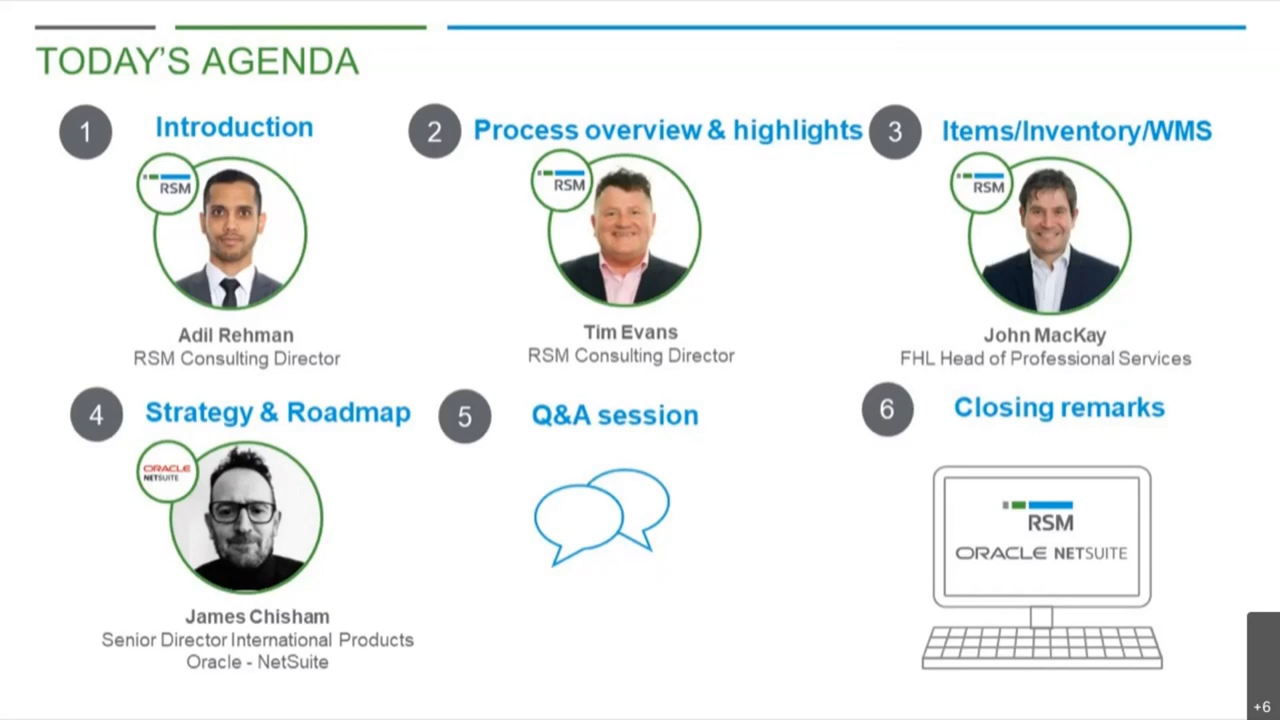 TODAY'S AGENDA
1
Introduction
RSM
Adil Rehman
RSM Consulting Director
2
Process overview & highlights
RSM
Tim Evans
RSM Consulting Director
3
Items/Inventory/WMS
RSM
John MacKay
FHL Head of Professional Services
4
Strategy & Roadmap
ORACLE
NETSUITE
James Chisham
Senior Director International Products
Oracle - NetSuite
5
Q&A session
6
Closing remarks
RSM
ORACLE NETSUITE
+6